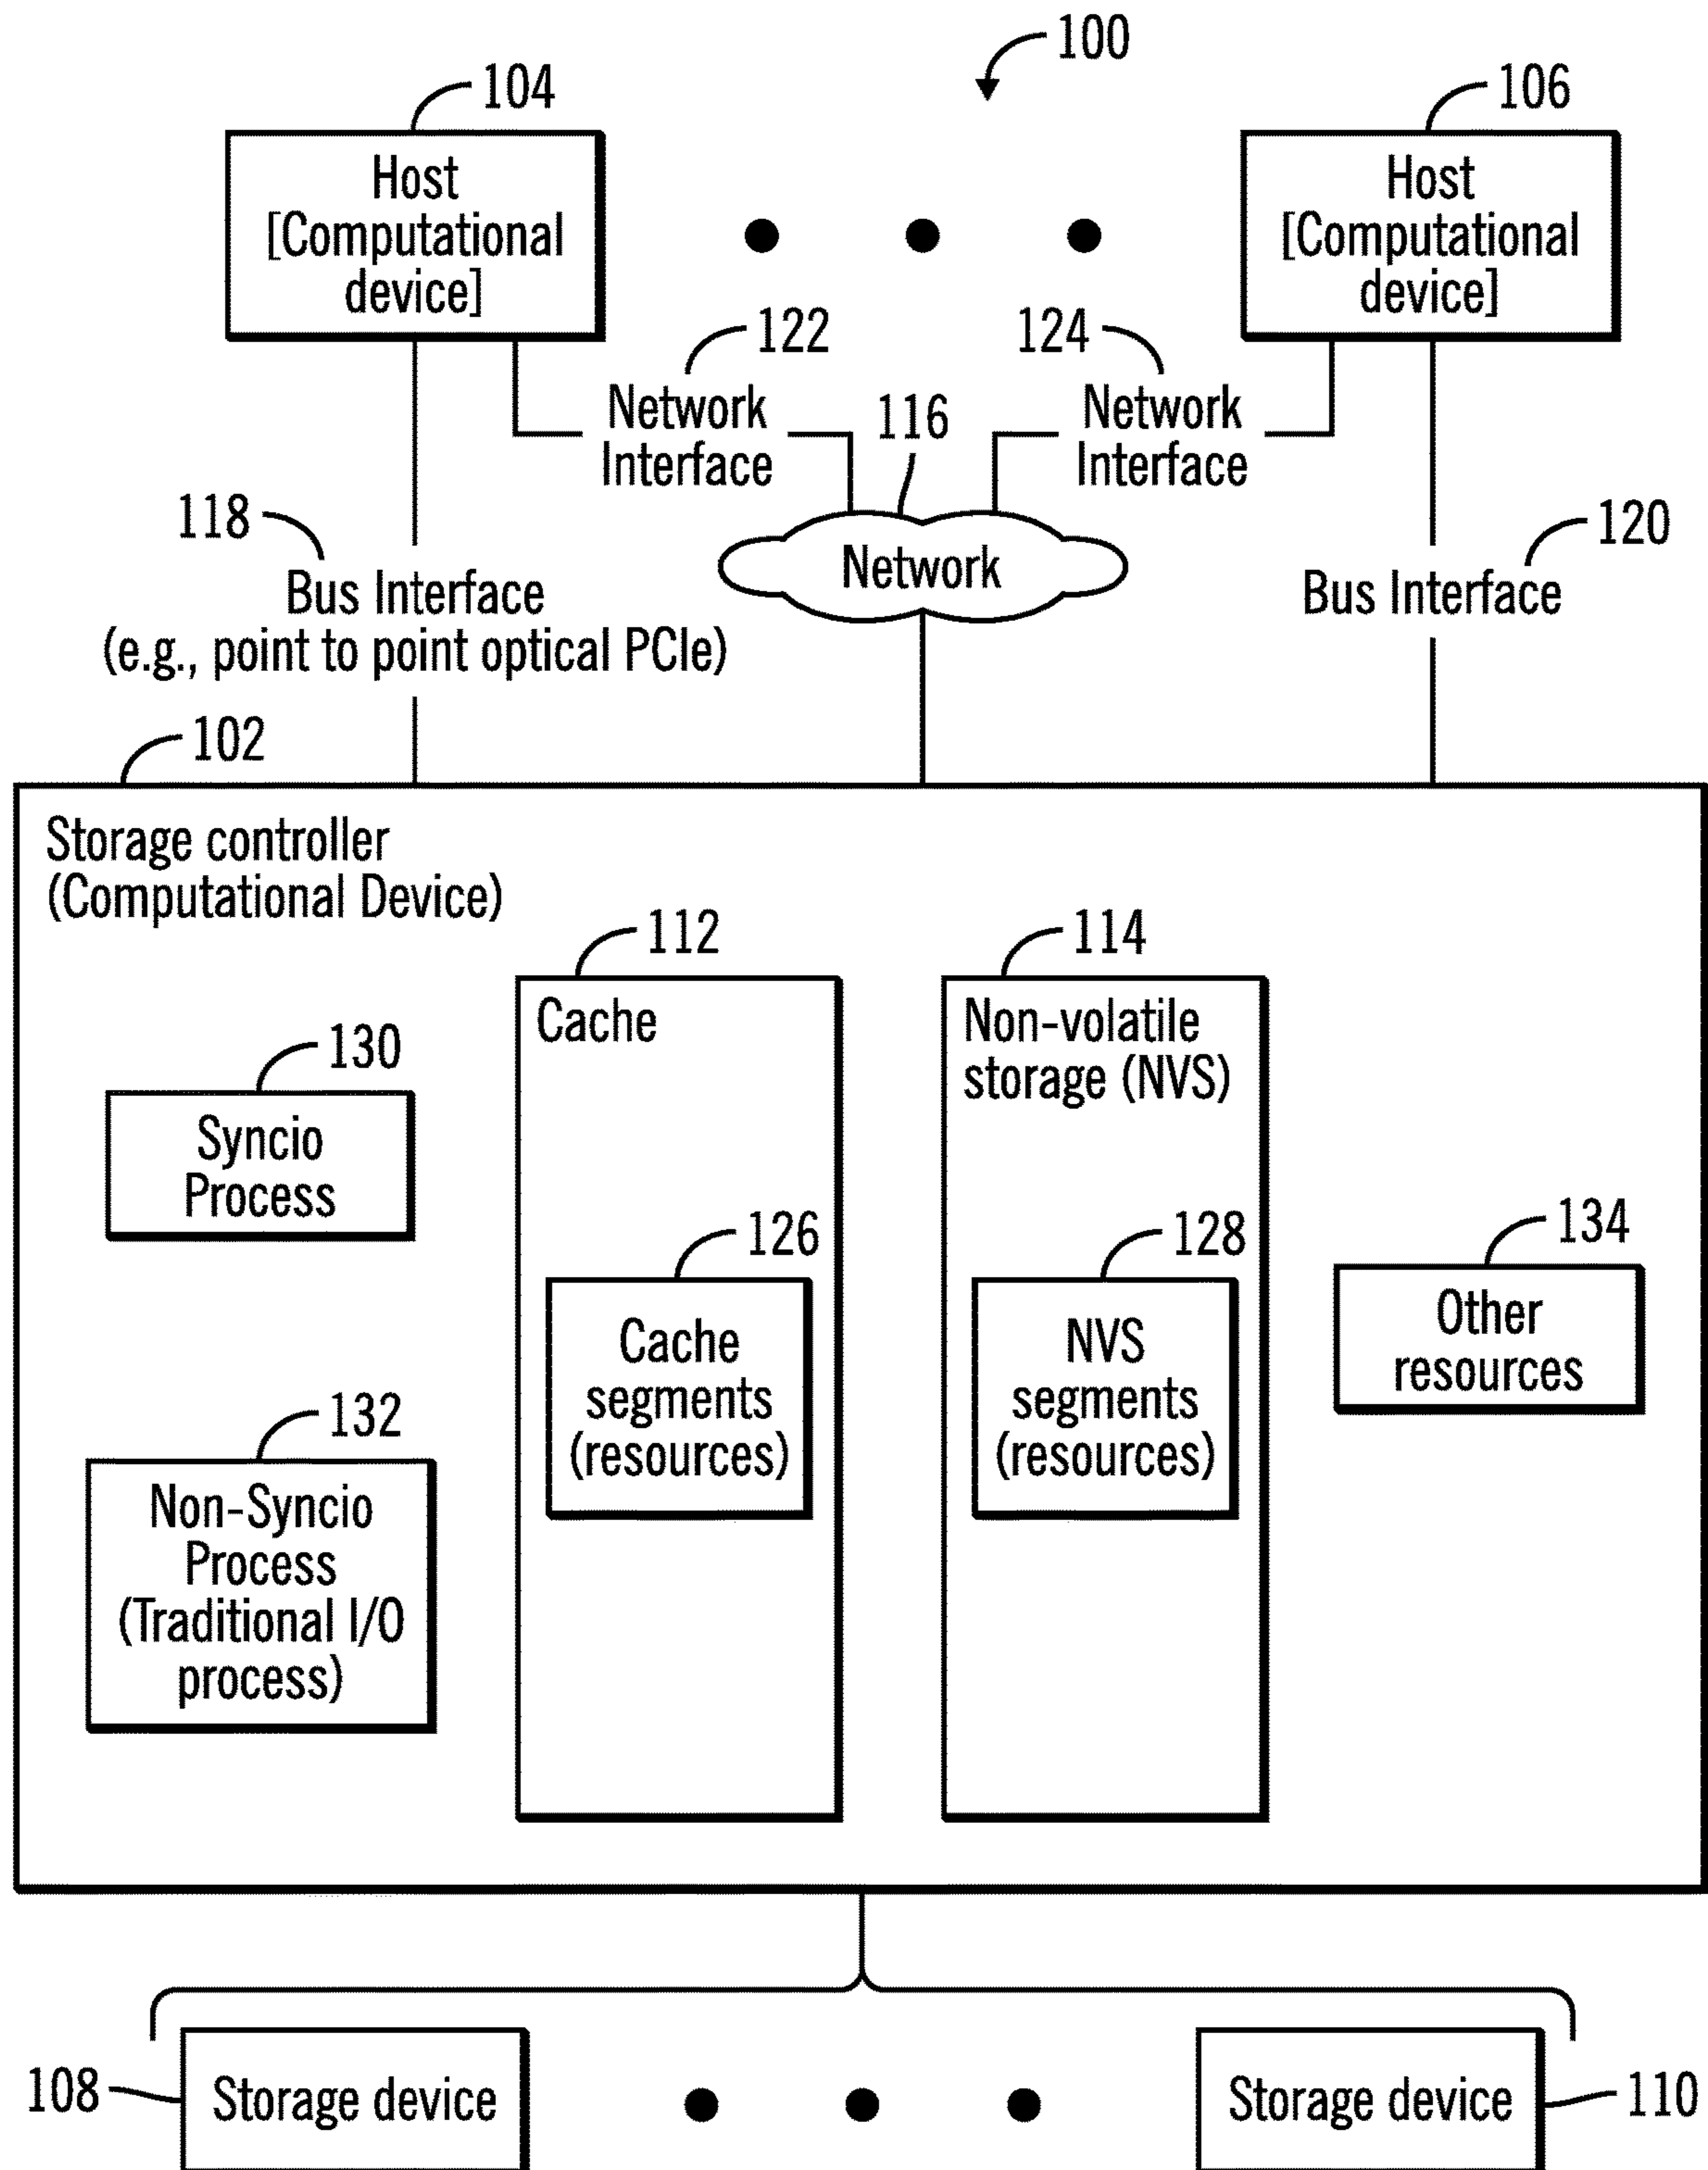 100
104
106
Host
[Computational
device]
Host
[Computational
device]
122
124
Network
Interface
116
Network
Interface
118
120
Network
Bus Interface
(e.g., point to point optical PCIe)
Bus Interface
102
Storage controller
(Computational Device)
112
114
Cache
Non-volatile
storage (NVS)
130
Syncio
Process
126
128
134
Cache
segments
(resources)
NVS
segments
(resources)
Other
resources
132
Non-Syncio
Process
(Traditional I/O
process)
108
Storage device
Storage device
110